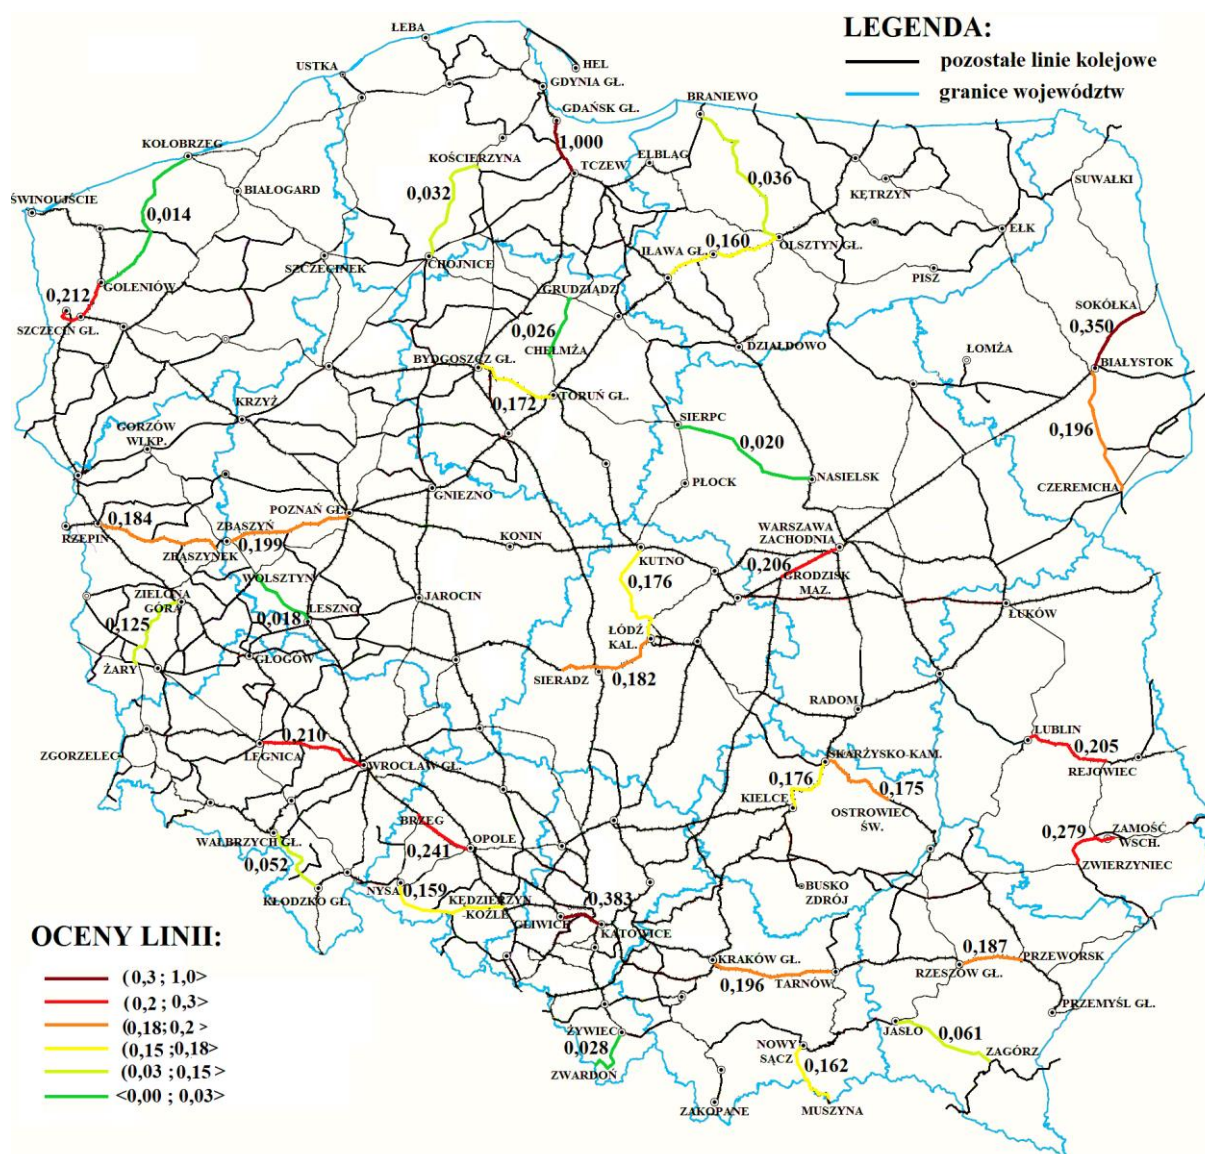 LEGENDA:
pozostałe linie kolejowe
granice województw
ŁEBA
USTKA
HEL
GDYNIA GŁ.
GDAŃSK GŁ.
BRANIEWO
1,000
KOŁOBRZEG
KOŚCIERZYNA
TCZEW
ELBLĄG
0,036
KĘTRZYN
SUWAŁKI
BIAŁOGARD
0,032
ŚWINOUJŚCIE
0,014
OLSZTYN GŁ.
EŁK
0,160
IŁAWA GŁ.
SZCZECINEK
CHOJNICE
PISZ
GOLENIÓW
GRUDZIĄDZ
0,212
SZCZECIN GŁ.
SOKÓŁKA
0,350
0,026
CHEŁMŻA
DZIAŁDOWO
ŁOMŻA
BIAŁYSTOK
BYDGOSZCZ GŁ.
0,172
TORUŃ GŁ.
KRZYŻ
SIERPC
0,020
GORZÓW
WLKP.
0,196
NASIELSK
PŁOCK
CZEREMCHA
GNIEZNO
0,184
POZNAŃ GŁ.
RZEPIN
ZBĄSZYŃ
ZBĄSZYNEK
0,199
KONIN
WARSZAWA
ZACHODNIA
KUTNO
0,206
GRODZISK
MAZ.
WOLSZTYN
0,176
ZIELONA
GÓRA
JAROCIN
LESZNO
0,018
0,125
ŁUKÓW
ŁÓDŹ
KAL.
GŁOGÓW
ŻARY
SIERADZ
0,182
RADOM
0,210
LUBLIN
ZGORZELEC
LEGNICA
WROCŁAW GŁ.
SKARŻYSKO-KAM.
0,205
REJOWIEC
0,176
0,175
KIELCE
OSTROWIEC
ŚW.
BRZEG
WAŁBRZYCH GŁ.
OPOLE
0,241
0,279
ZAMOŚĆ
WSCH.
ZWIERZYNIEC
0,052
KŁODZKO GŁ.
NYSA
0,159
KĘDZIERZYN
-KOŹLE
BUSKO
ZDRÓJ
0,383
GLIWICE
KATOWICE
OCENY LINII:
(0,3 ; 1,0>
(0,2 ; 0,3>
(0,18; 0,2 >
(0,15 ;0,18>
(0,03 ; 0,15>
<0,00 ; 0,03>
KRAKÓW GŁ.
0,196
TARNÓW
0,187
RZESZÓW GŁ.
PRZEWORSK
PRZEMYŚL GŁ.
ŻYWIEC
0,028
ZWARDOŃ
NOWY
SĄCZ
0,162
MUSZYNA
JASŁO
0,061
ZAGÓRZ
ZAKOPANE